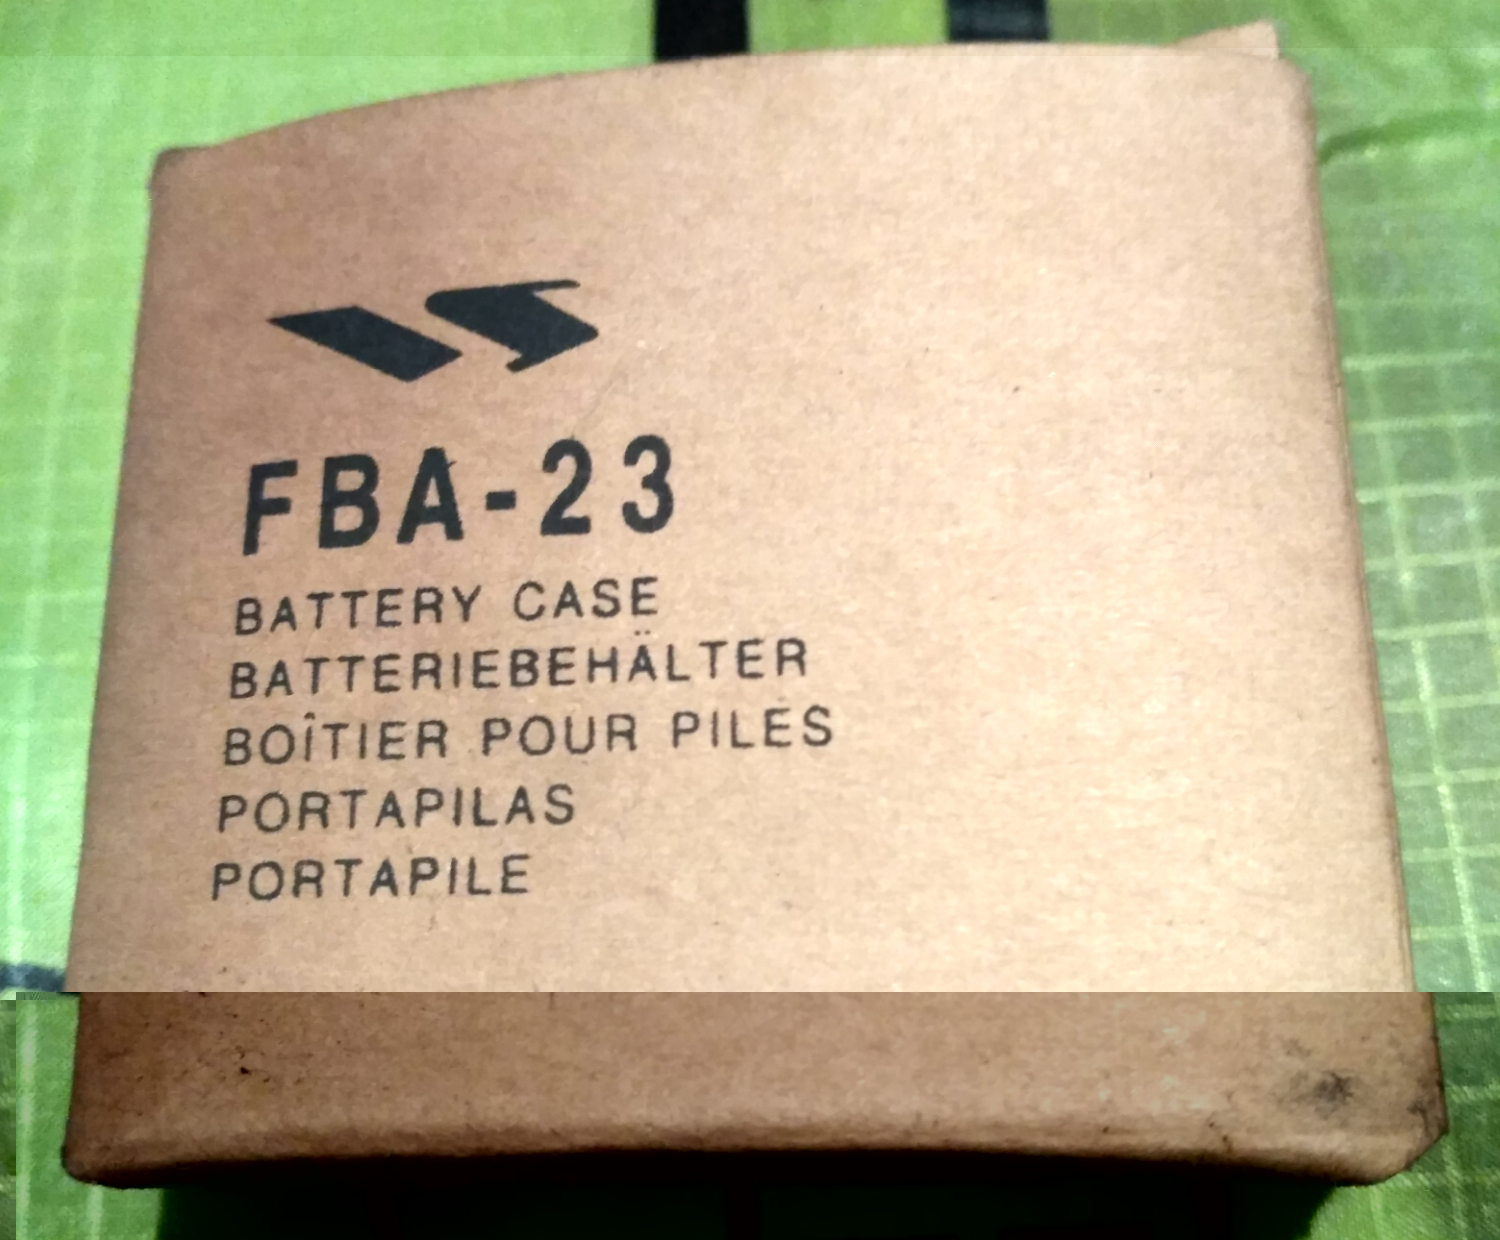 FBA-23
BATTERY CASE
BATTERIEBEHÄLTER
BOÎTIER POUR PILES
PORTAPILAS
PORTAPILE